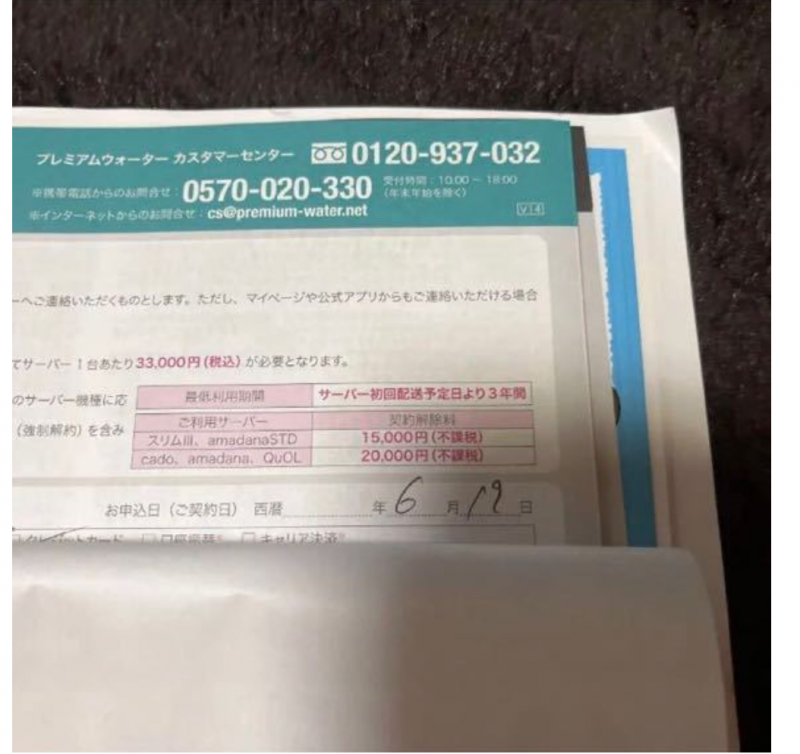 プレミアムウォーター カスタマーセンター 0120-937-032
※携帯電話からのお問合せ：0570-020-330 受付時間：10:00～18:00 (年末年始を除く)
※インターネットからのお問合せ：cs@premium-water.net V14
ーへご連絡いただくものとします。ただし、マイページや公式アプリからもご連絡いただける場合
てサーバー1台あたり33,000円(税込)が必要となります。
のサーバー機種に応 最低利用期間 サーバー初回配送予定日より3年間
ご利用サーバー 契約解除料
(強制解約)を含み スリムⅢ、amadanaSTD 15,000円(不課税)
cado、amadana、QuOL 20,000円(不課税)
お申込日（ご契約日） 西暦 年 6 月 19 日
クレジットカード □口座振替※ □キャリア決済※